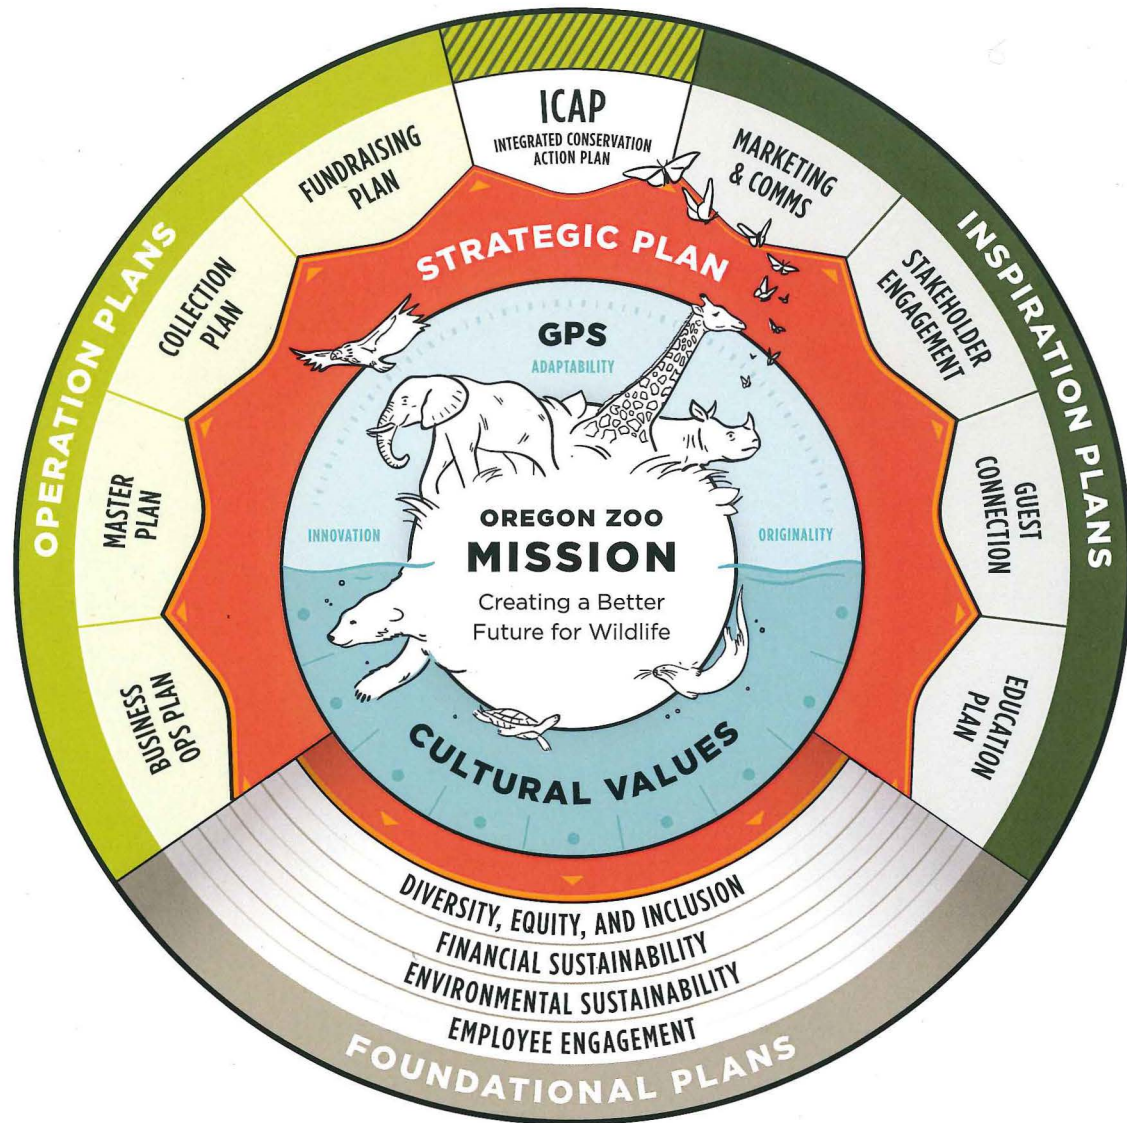 ICAP
INTEGRATED CONSERVATION
ACTION PLAN
MARKETING
& COMMS
STAKEHOLDER
ENGAGEMENT
GUEST
CONNECTION
EDUCATION
PLAN
INSPIRATION PLANS
FUNDRAISING
PLAN
COLLECTION
PLAN
MASTER
PLAN
BUSINESS
OPS PLAN
OPERATION PLANS
STRATEGIC PLAN
GPS
ADAPTABILITY
INNOVATION
ORIGINALITY
OREGON ZOO
MISSION
Creating a Better
Future for Wildlife
CULTURAL VALUES
DIVERSITY, EQUITY, AND INCLUSION
FINANCIAL SUSTAINABILITY
ENVIRONMENTAL SUSTAINABILITY
EMPLOYEE ENGAGEMENT
FOUNDATIONAL PLANS